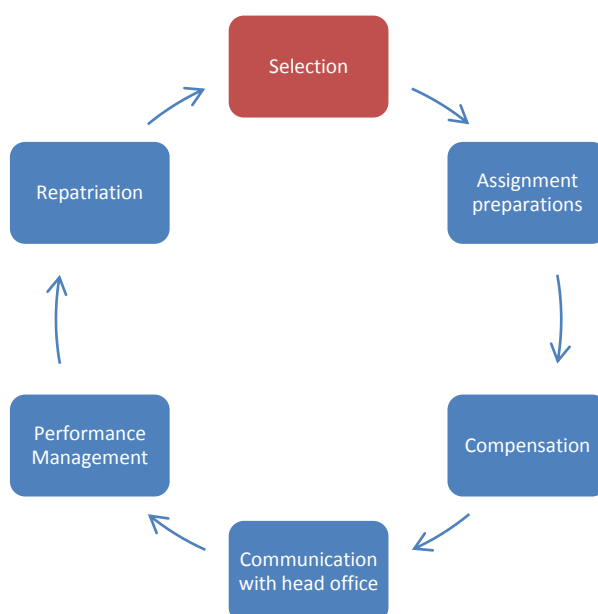 Selection
Assignment
preparations
Compensation
Communication
with head office
Performance
Management
Repatriation